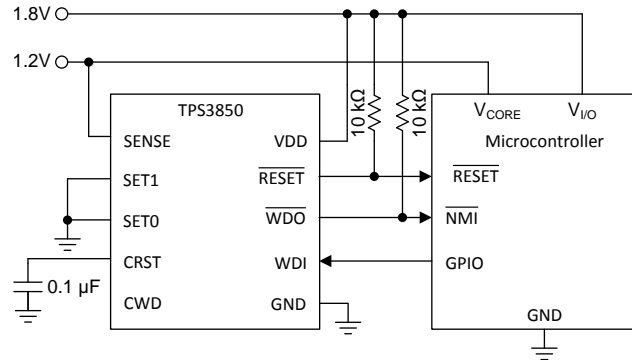 1.8V
1.2V
TPS3850
SENSE
SET1
SET0
CRST
CWD
VDD
RESET
WDO
WDI
GND
0.1 µF
10 kΩ
10 kΩ
VCORE
VI/O
Microcontroller
RESET
NMI
GPIO
GND